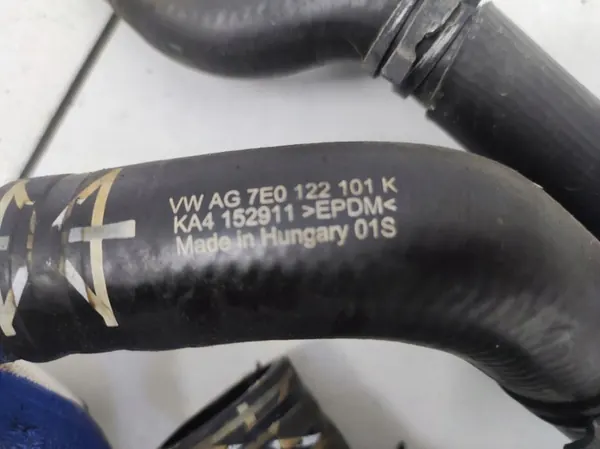 VW AG 7E0 122 101 K
KA4 152911 >EPDM<
Made in Hungary 01S